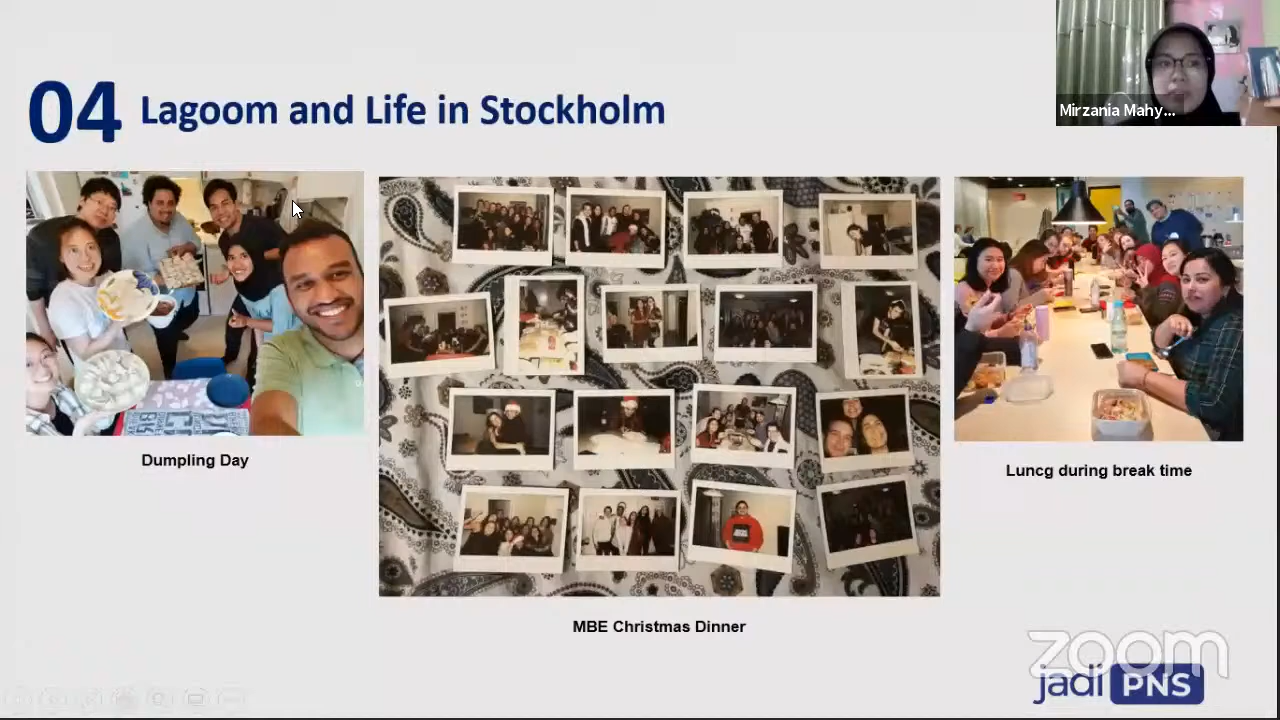 04 Lagoom and Life in Stockholm
Mirzania Mahy...
Dumpling Day
Luncg during break time
MBE Christmas Dinner
zoom
jadi PNS